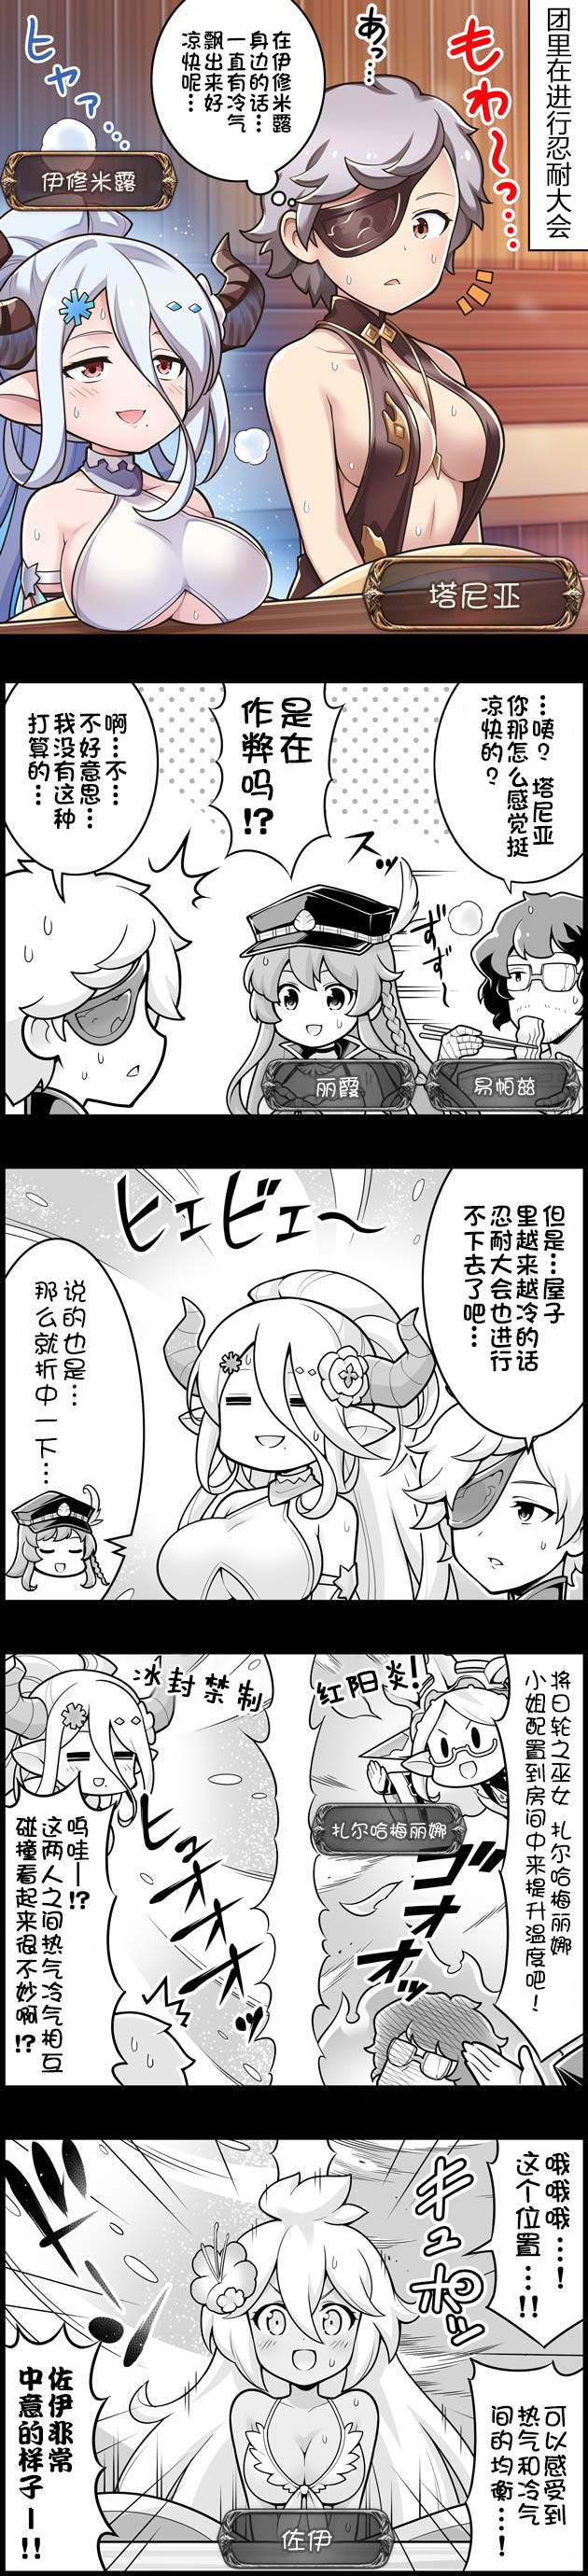 团里在进行忍耐大会
もわ～っ…
あっ…
在伊修米露
身边的话…
一直有冷气
飘出来好
凉快呢…
ヒャァ…
伊修米露
塔尼亚
…咦？塔尼亚
你那怎么感觉挺
凉快的？
是在
作弊吗⁉
啊…不…
不好意思…
我没有这种
打算的…
スッ
ずずー
丽霞
易帕兹
但是…屋子
里越来越冷的话
忍耐大会也进行
不下去了吧…
ヒェビェ～
说的也是…
那么就折中一下…
将日轮之巫女 扎尔哈梅丽娜
小姐配置到房间中来提升温度吧！
红阳炎!
冰封禁制
扎尔哈梅丽娜
ゴオオッ
ヒュオオオッ
呜哇—⁉
这两人之间热气冷气相互
碰撞看起来很不妙啊⁉
哦哦哦…！
这个位置…‼
キュポッ
可以感受到
热气和冷气
间的均衡…！
佐伊非常
中意的样子ー‼
佐伊